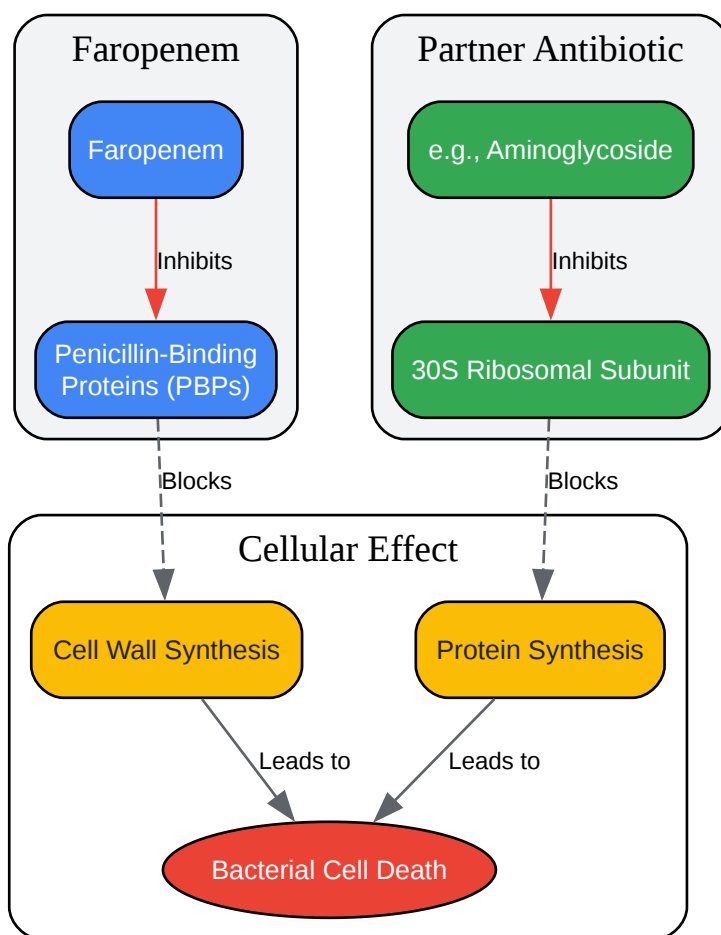 Faropenem
Partner Antibiotic
Faropenem
e.g., Aminoglycoside
Inhibits
Inhibits
Penicillin-Binding
Proteins (PBPs)
30S Ribosomal Subunit
Blocks
Blocks
Cellular Effect
Cell Wall Synthesis
Protein Synthesis
Leads to
Leads to
Bacterial Cell Death